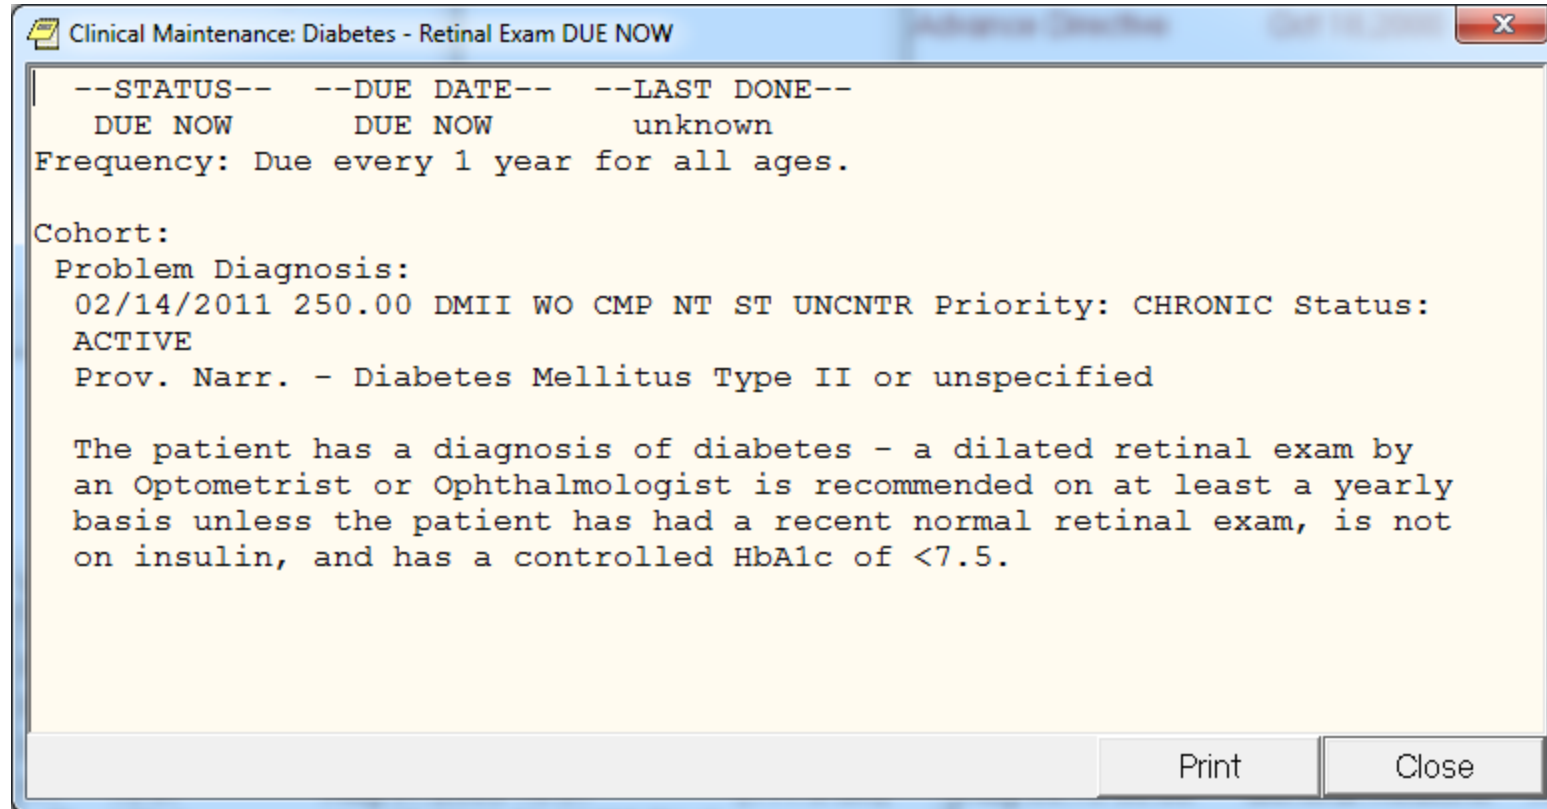 Clinical Maintenance: Diabetes - Retinal Exam DUE NOW
Advance Directive
--STATUS-- --DUE DATE-- --LAST DONE--
DUE NOW DUE NOW unknown
Frequency: Due every 1 year for all ages.
Cohort:
Problem Diagnosis:
02/14/2011 250.00 DMII WO CMP NT ST UNCNTR Priority: CHRONIC Status:
ACTIVE
Prov. Narr. - Diabetes Mellitus Type II or unspecified
The patient has a diagnosis of diabetes - a dilated retinal exam by
an Optometrist or Ophthalmologist is recommended on at least a yearly
basis unless the patient has had a recent normal retinal exam, is not
on insulin, and has a controlled HbA1c of <7.5.
Print Close